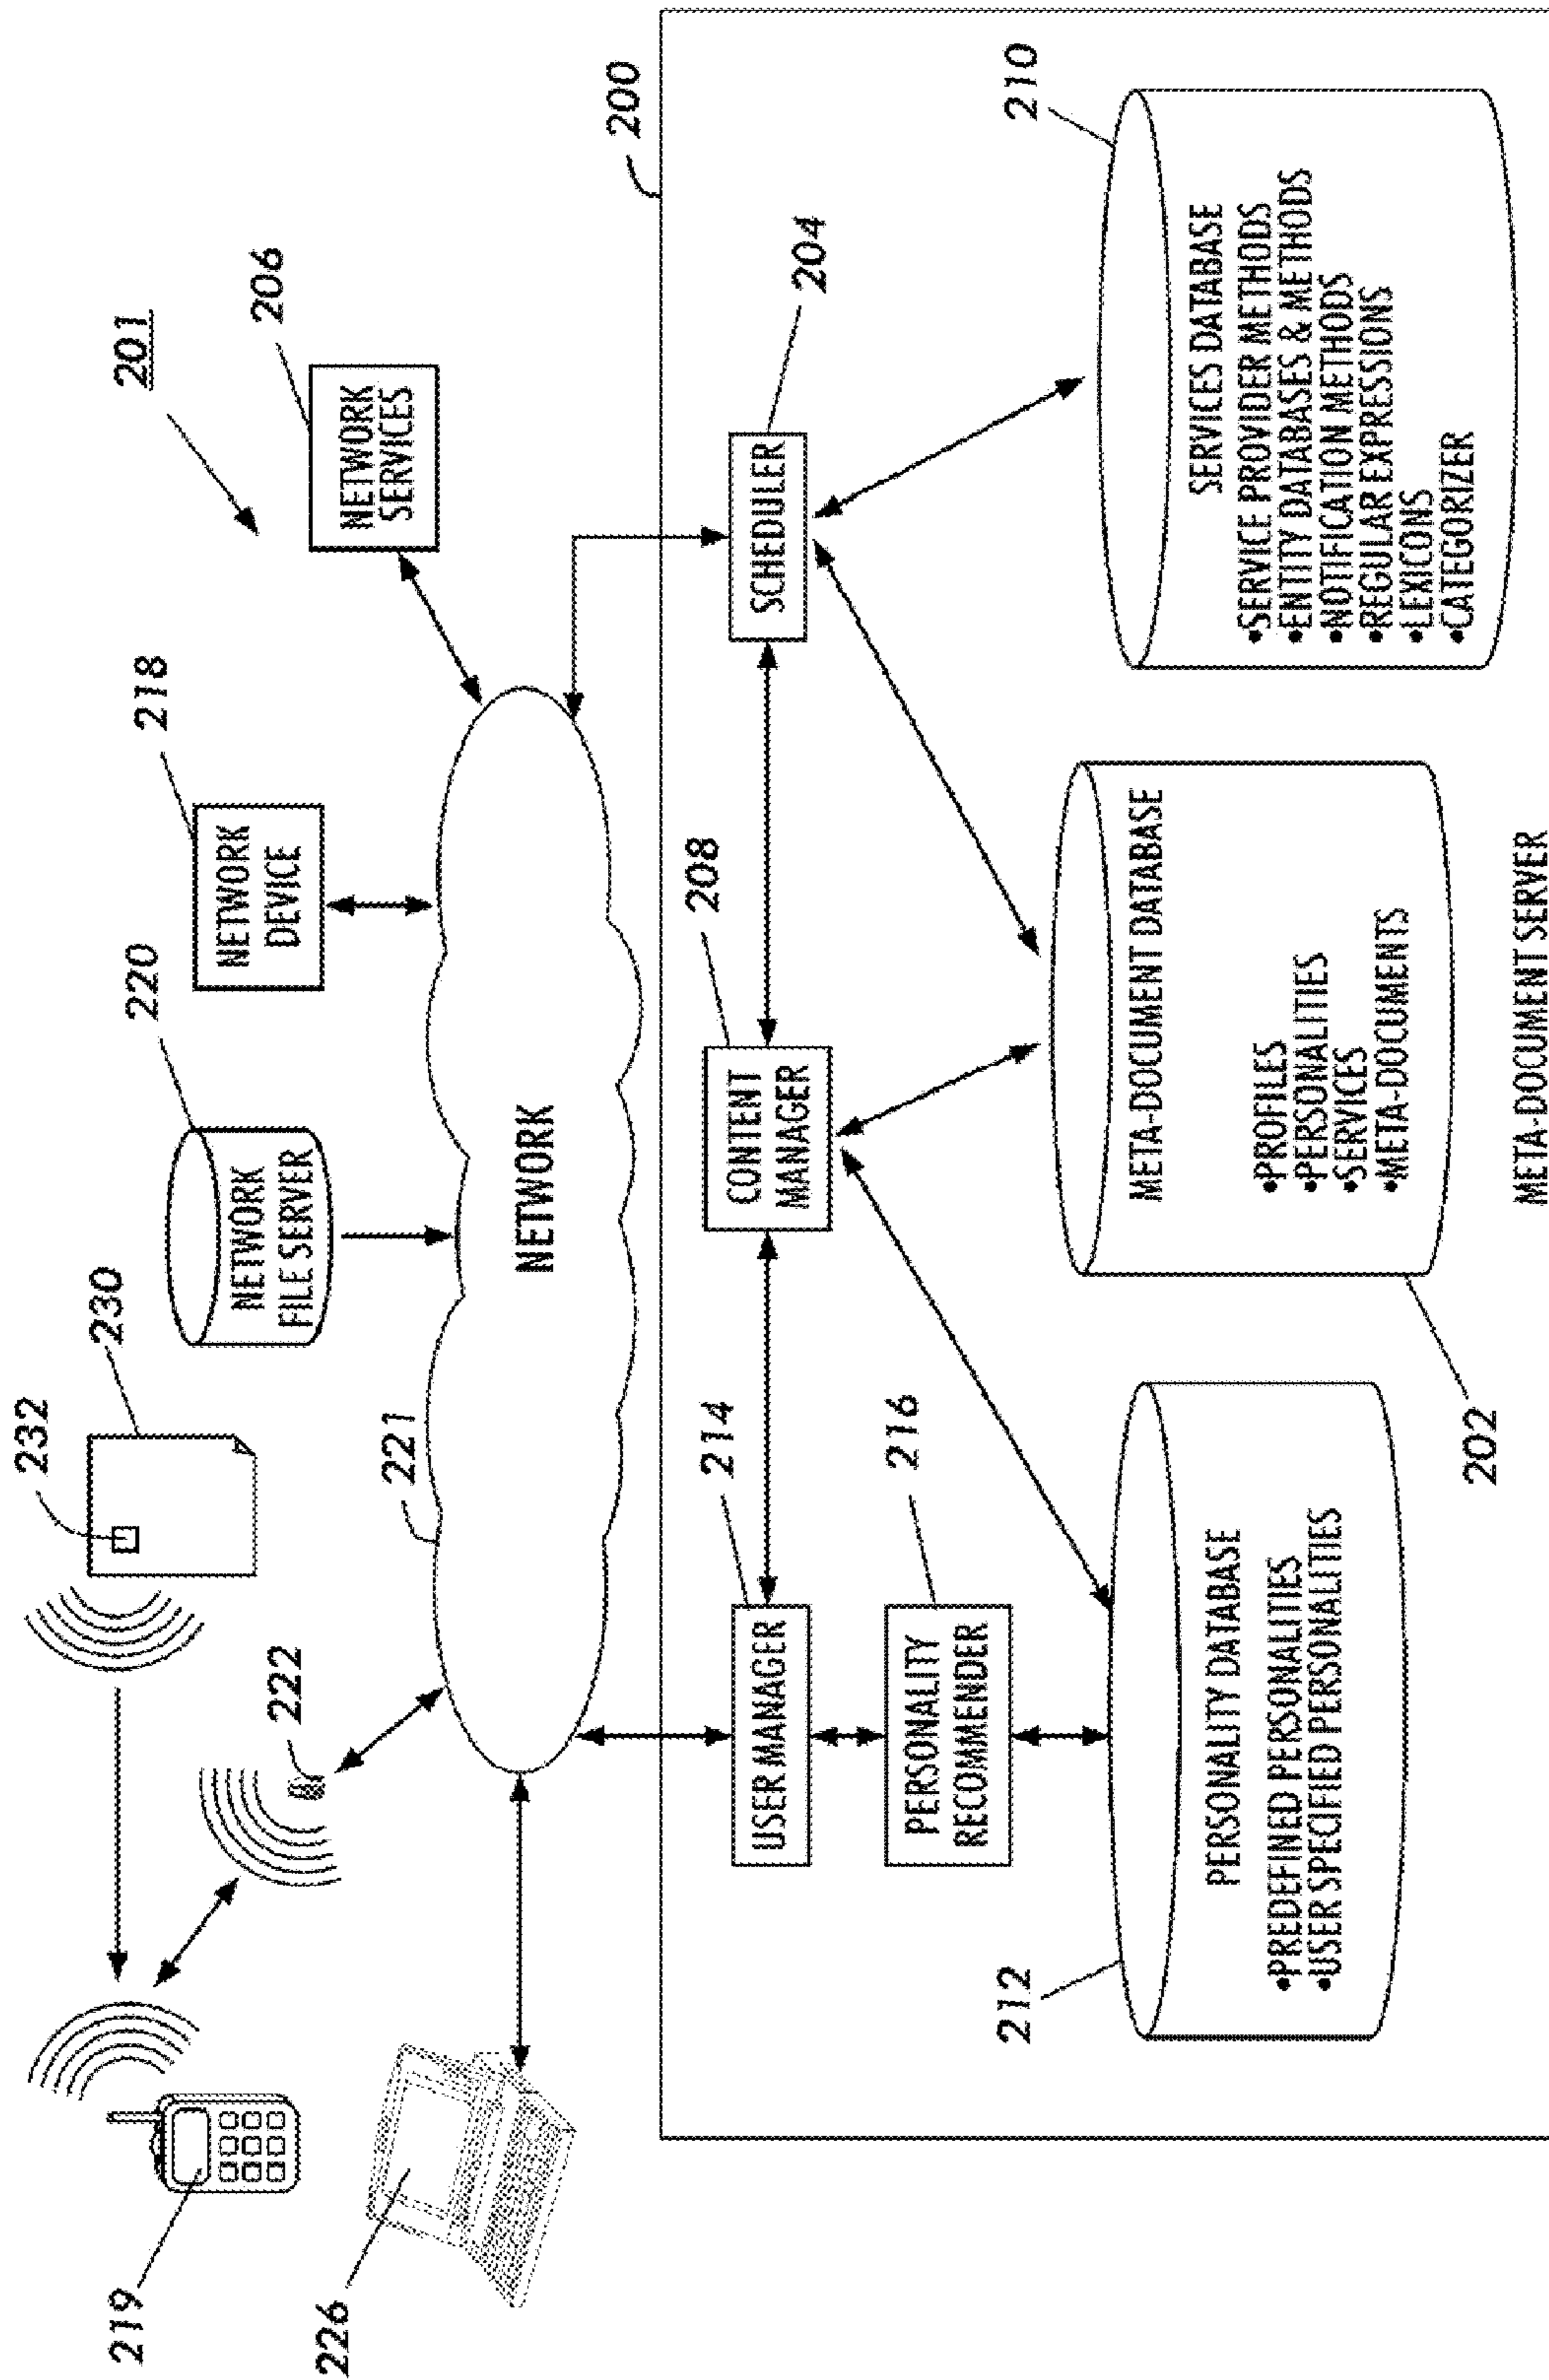 201
232
230
220
218
206
NETWORK
FILE SERVER
NETWORK
DEVICE
NETWORK
SERVICES
219
222
221
226
NETWORK
200
214
208
204
USER MANAGER
CONTENT
MANAGER
SCHEDULER
216
PERSONALITY
RECOMMENDER
212
210
PERSONALITY DATABASE
•PREDEFINED PERSONALITIES
•USER SPECIFIED PERSONALITIES
META-DOCUMENT DATABASE
•PROFILES
•PERSONALITIES
•SERVICES
•META-DOCUMENTS
SERVICES DATABASE
•SERVICE PROVIDER METHODS
•ENTITY DATABASES & METHODS
•NOTIFICATION METHODS
•REGULAR EXPRESSIONS
•LEXICONS
•CATEGORIZER
202
META-DOCUMENT SERVER